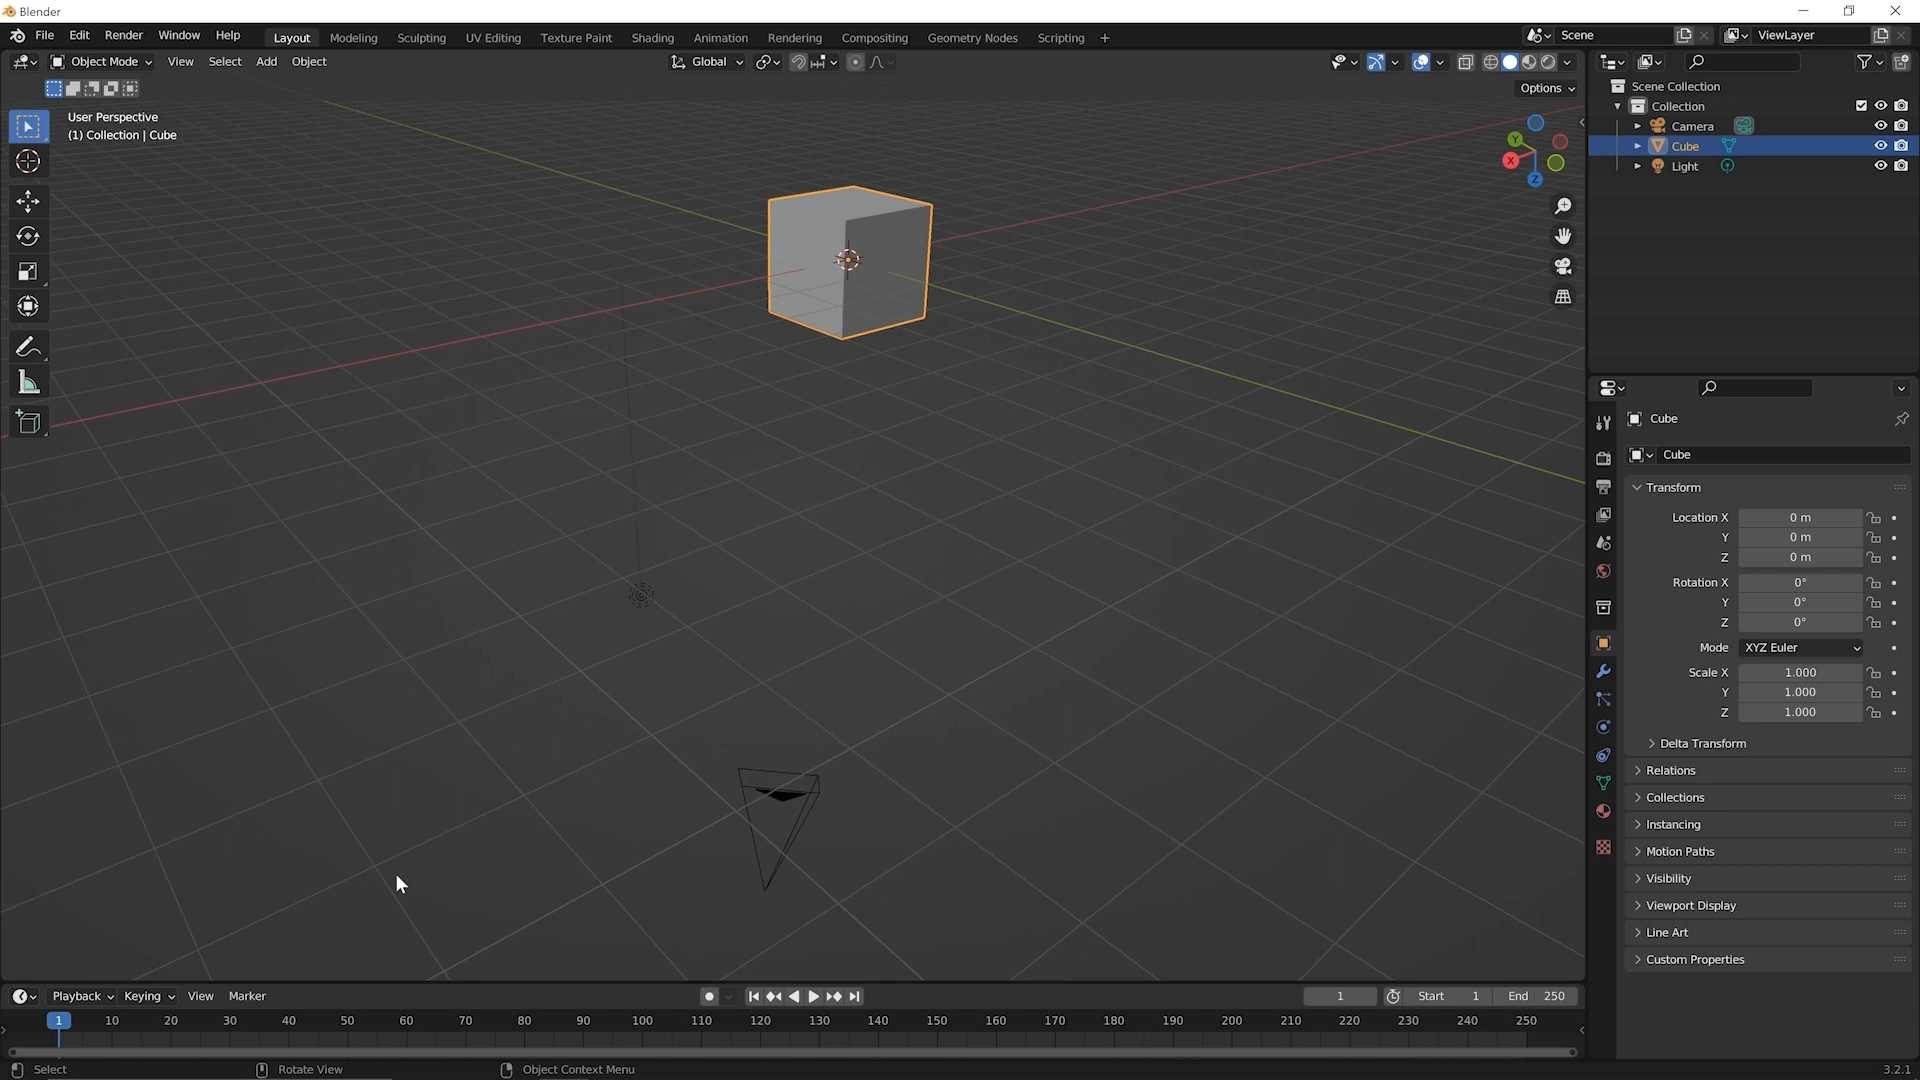 Blender
File Edit Render Window Help Layout Modeling Sculpting UV Editing Texture Paint Shading Animation Rendering Compositing Geometry Nodes Scripting + Scene ViewLayer
Object Mode View Select Add Object Global
Options
User Perspective
(1) Collection | Cube
Y
X
Z
Scene Collection
Collection
Camera
Cube
Light
Cube
Cube
Transform
Location X 0 m
Y 0 m
Z 0 m
Rotation X 0°
Y 0°
Z 0°
Mode XYZ Euler
Scale X 1.000
Y 1.000
Z 1.000
Delta Transform
Relations
Collections
Instancing
Motion Paths
Visibility
Viewport Display
Line Art
Custom Properties
Playback Keying View Marker 1 Start 1 End 250
1 10 20 30 40 50 60 70 80 90 100 110 120 130 140 150 160 170 180 190 200 210 220 230 240 250
Select Rotate View Object Context Menu 3.2.1